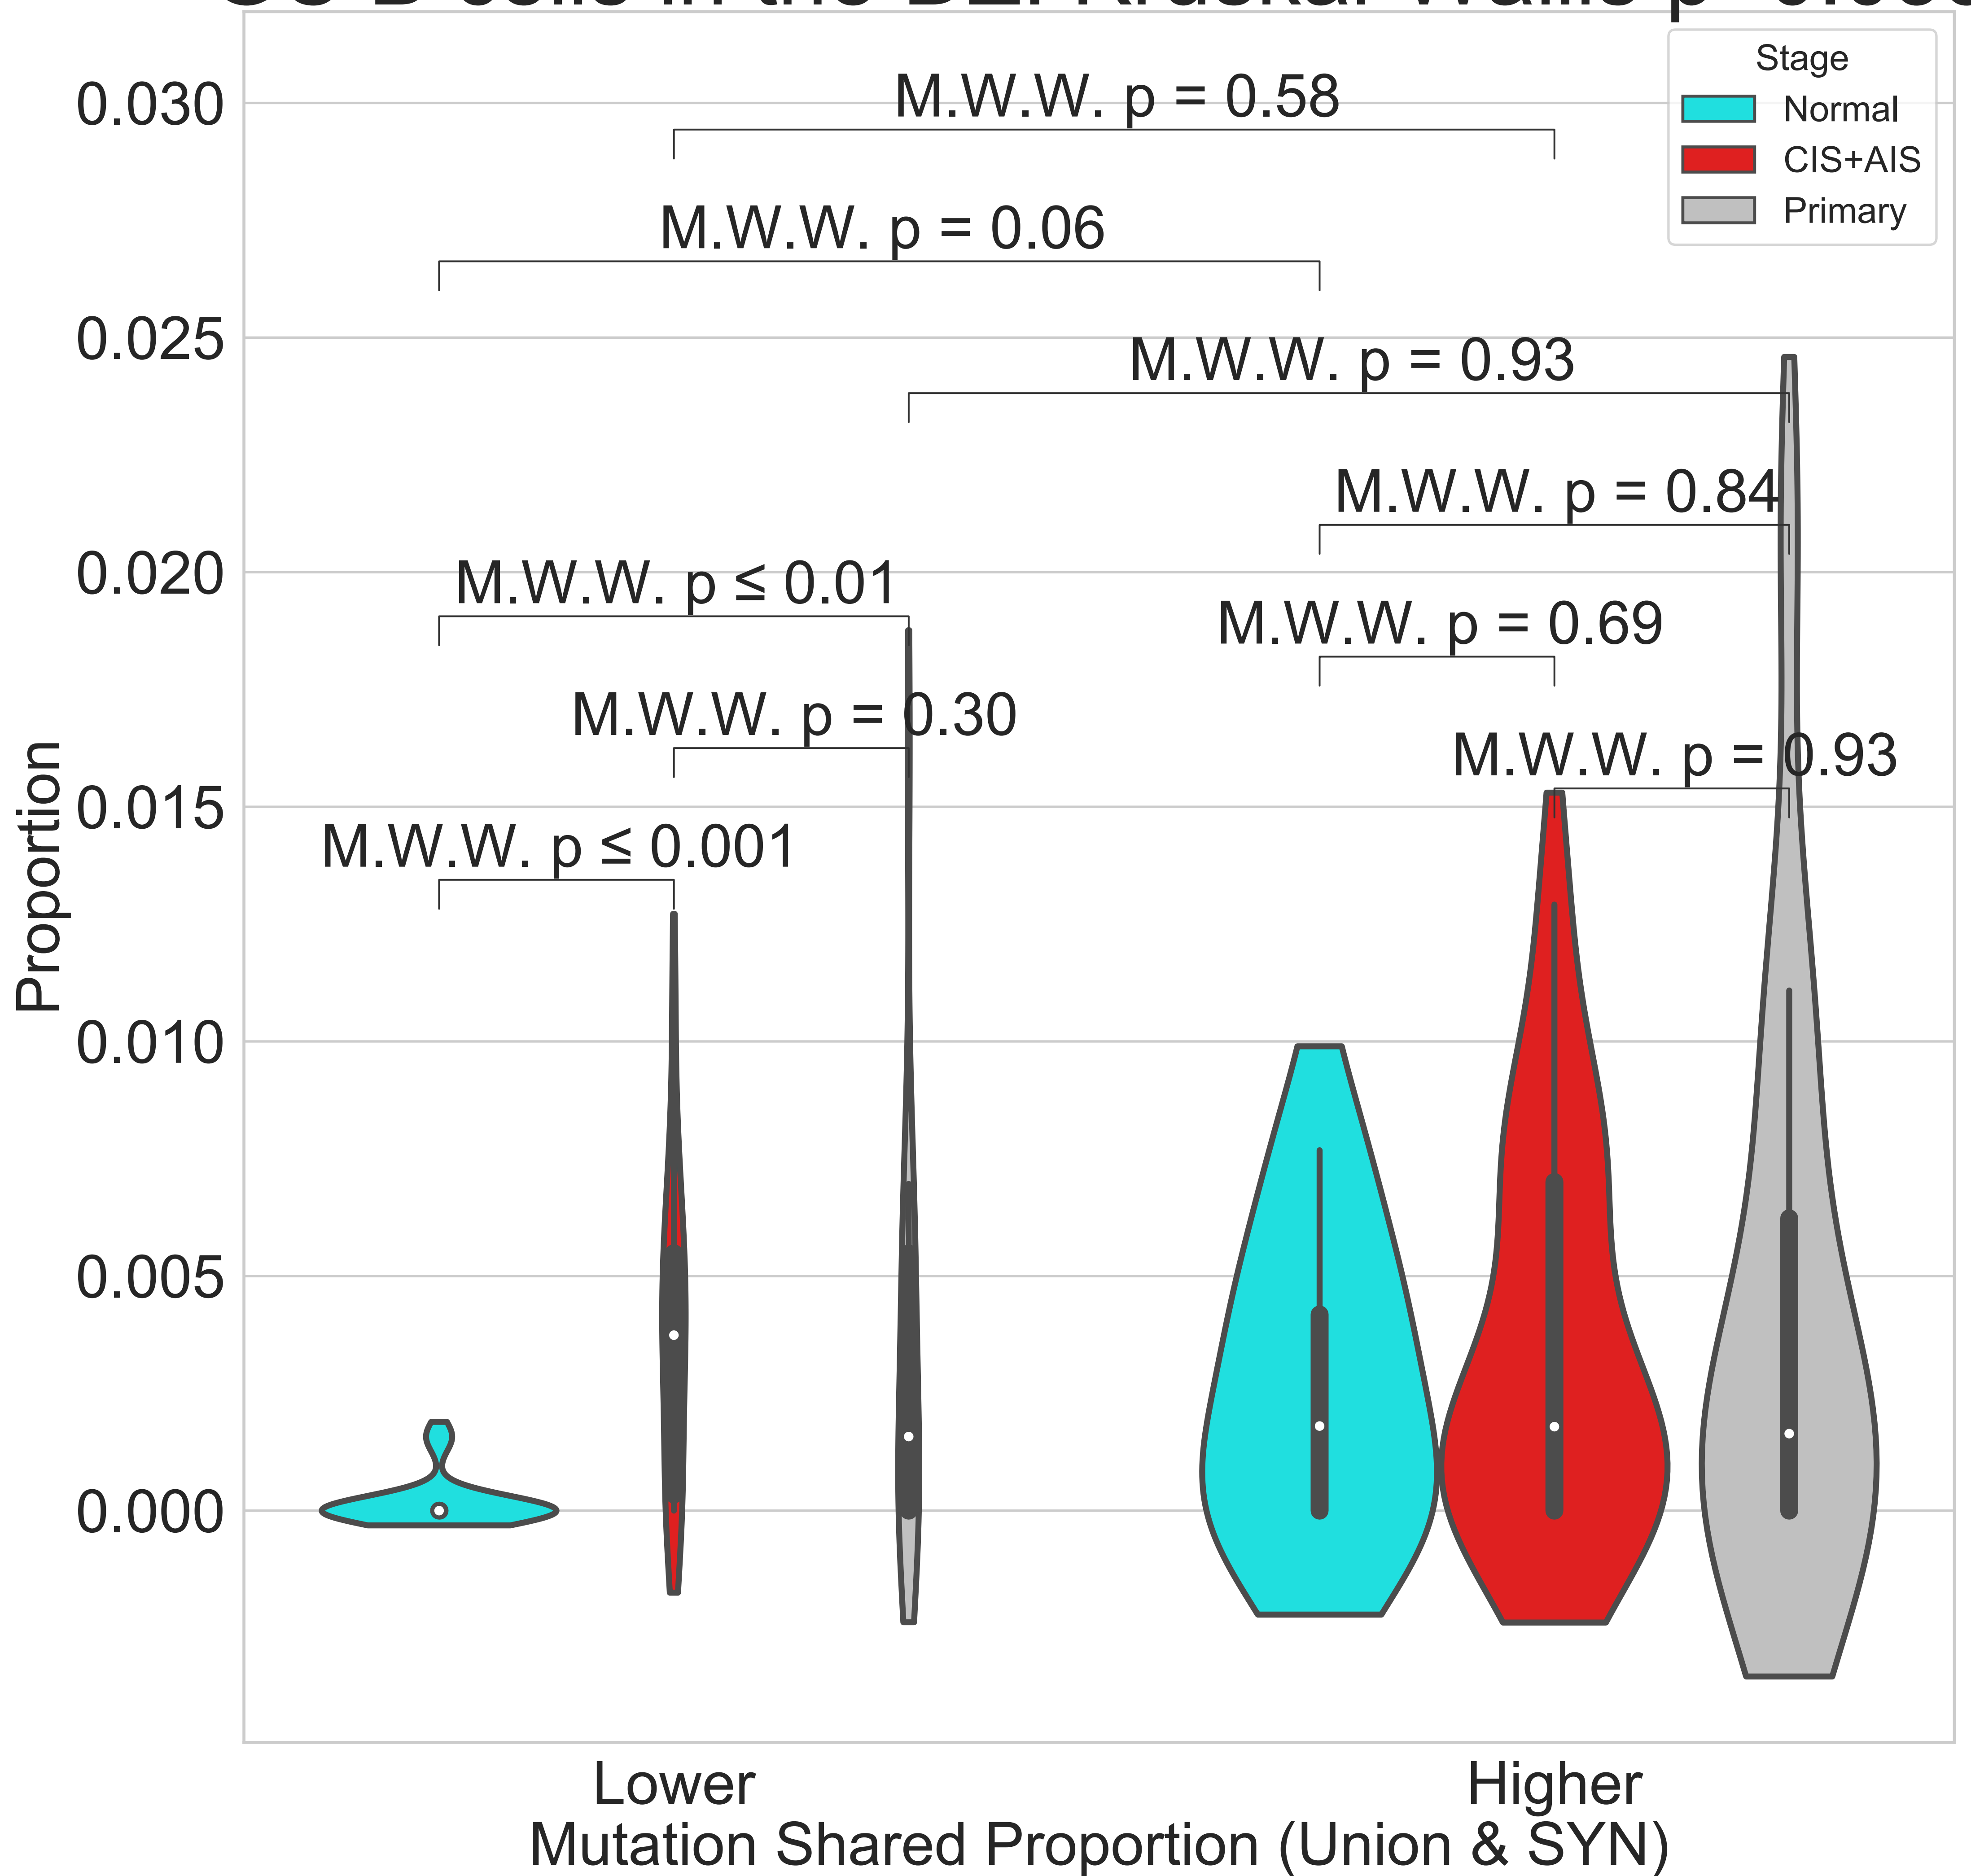 Stage
Normal
CIS+AIS
Primary
M.W.W. p = 0.58
M.W.W. p = 0.06
M.W.W. p = 0.93
M.W.W. p = 0.84
M.W.W. p ≤ 0.01
M.W.W. p = 0.69
M.W.W. p = 0.30
M.W.W. p = 0.93
M.W.W. p ≤ 0.001
0.030
0.025
0.020
0.015
0.010
0.005
0.000
Proportion
Lower
Higher
Mutation Shared Proportion (Union & SYN)